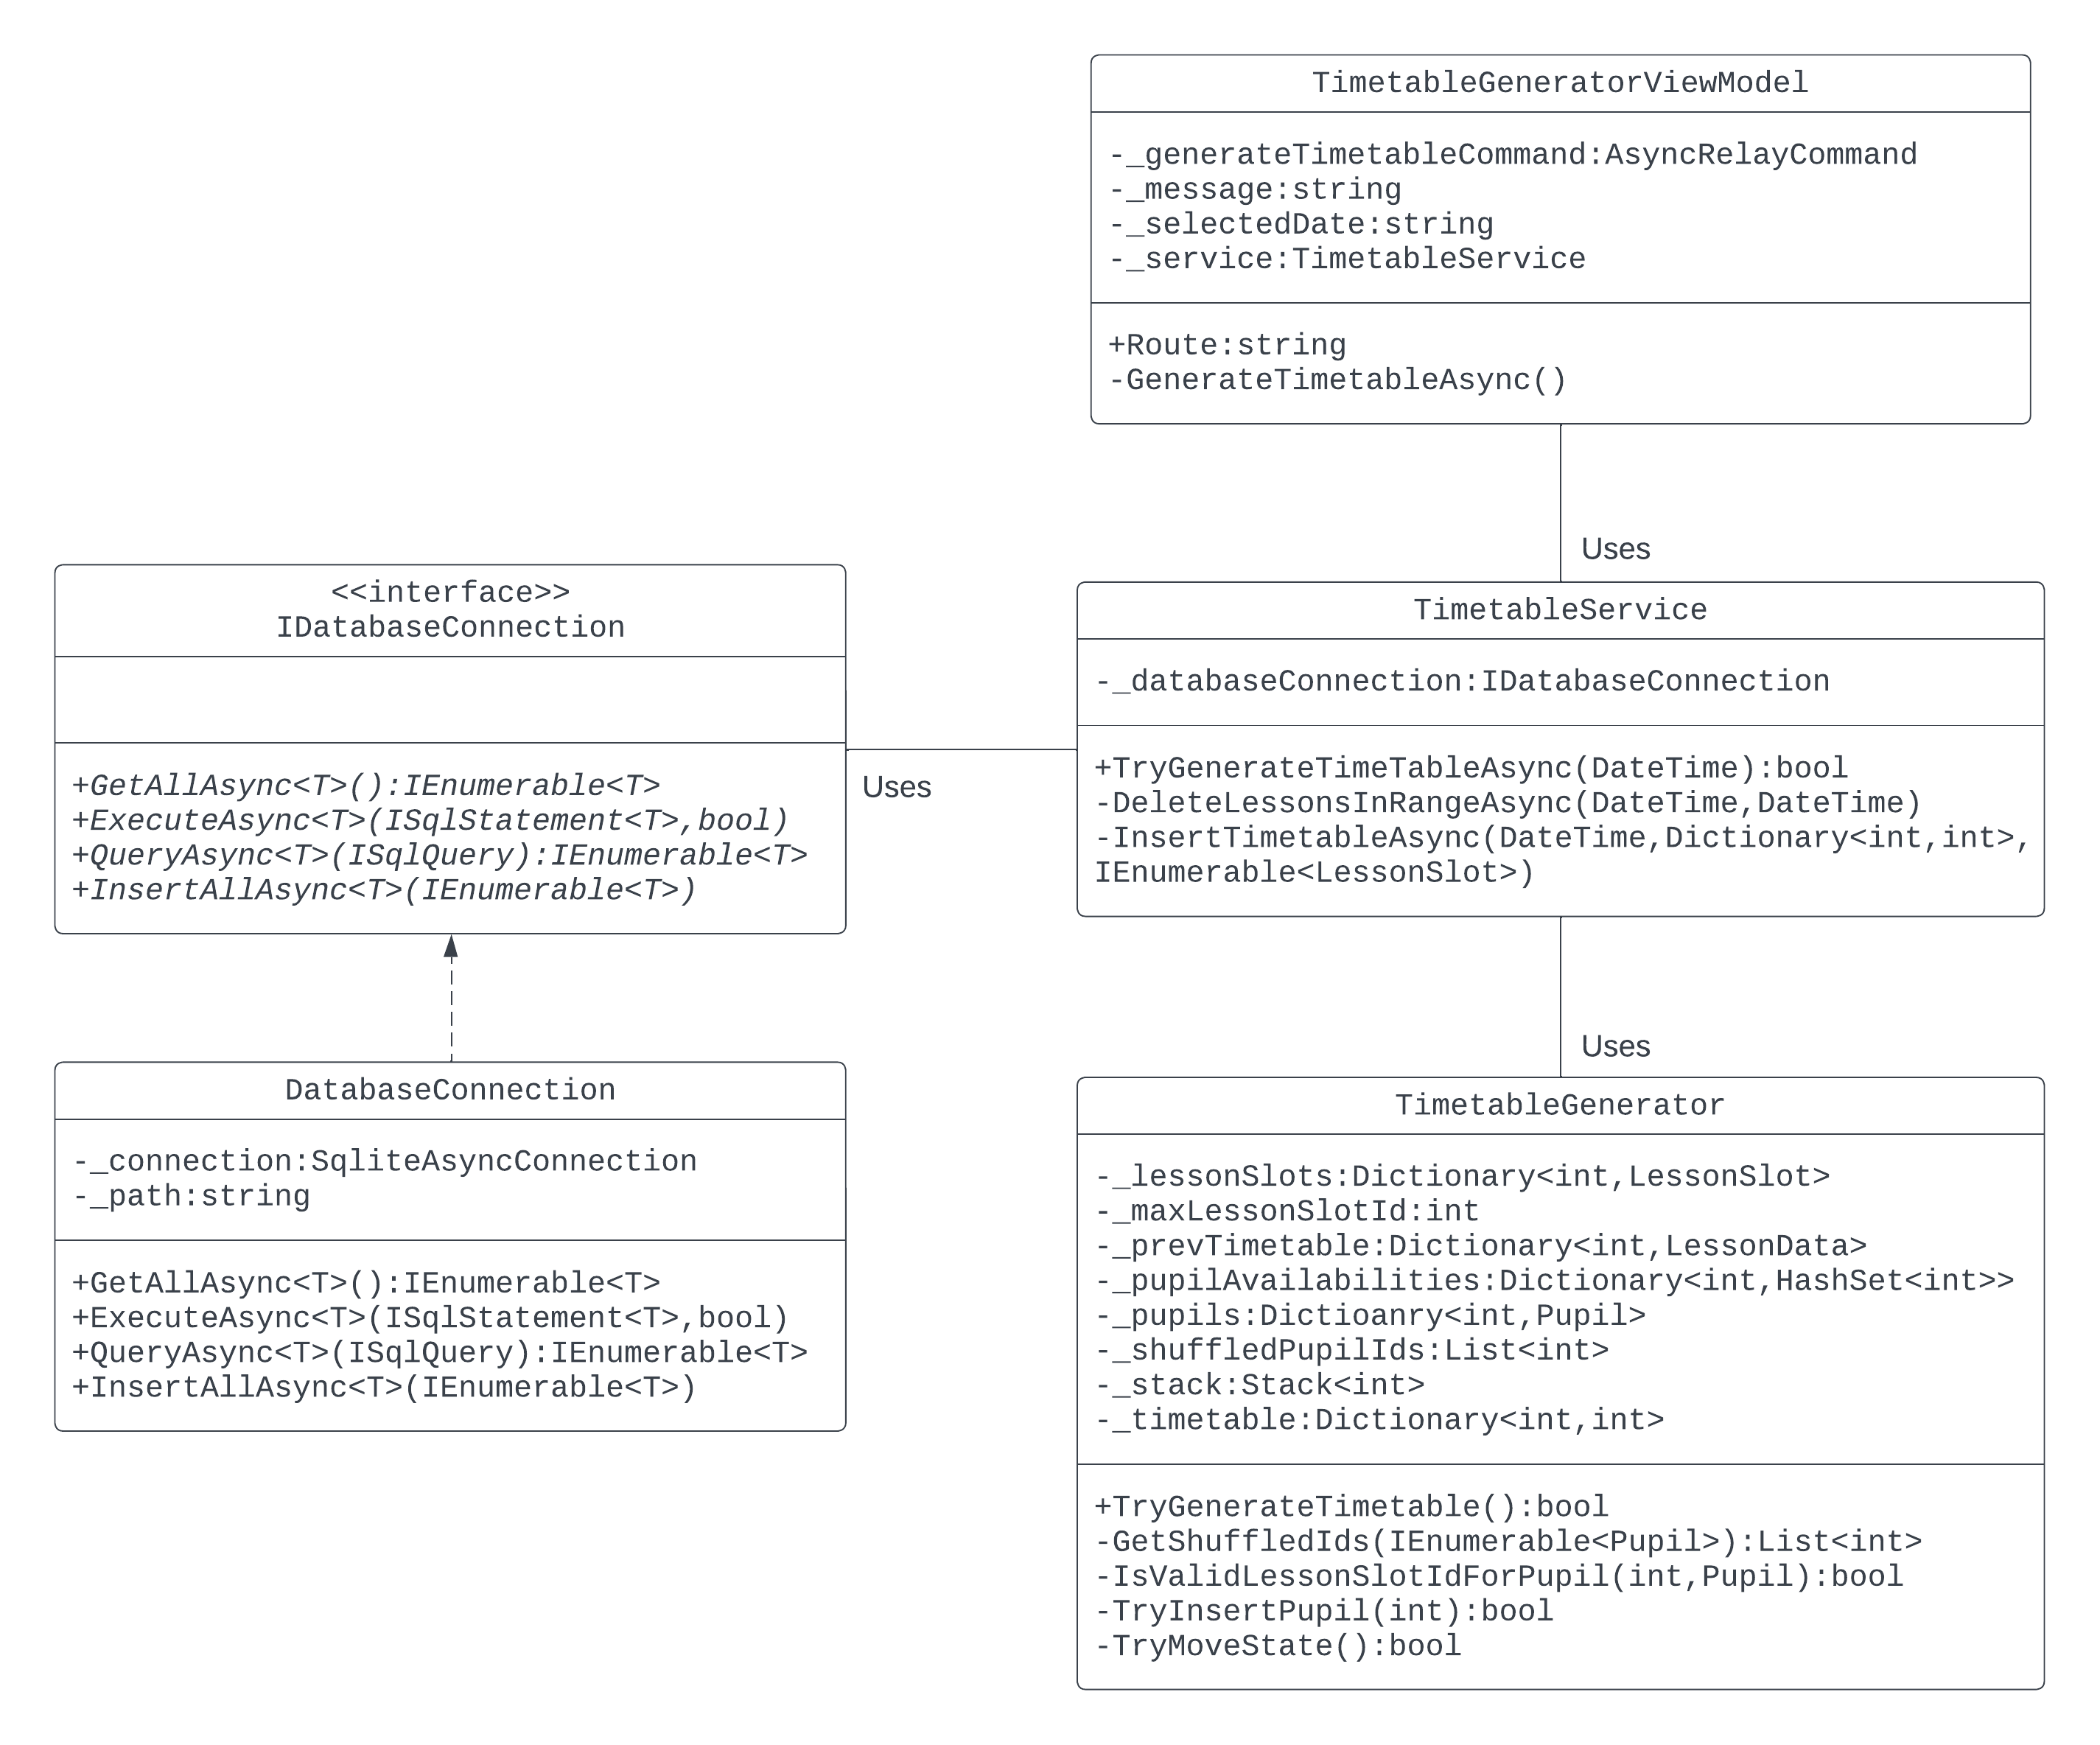 TimetableGeneratorViewModel
-_generateTimetableCommand:AsyncRelayCommand
-_message:string
-_selectedDate:string
-_service:TimetableService
+Route:string
-GenerateTimetableAsync()
Uses
<<interface>>
IDatabaseConnection
+GetAllAsync<T>():IEnumerable<T>
+ExecuteAsync<T>(ISqlStatement<T>,bool)
+QueryAsync<T>(ISqlQuery):IEnumerable<T>
+InsertAllAsync<T>(IEnumerable<T>)
Uses
TimetableService
-_databaseConnection:IDatabaseConnection
+TryGenerateTimeTableAsync(DateTime):bool
-DeleteLessonsInRangeAsync(DateTime,DateTime)
-InsertTimetableAsync(DateTime,Dictionary<int,int>,
IEnumerable<LessonSlot>)
Uses
DatabaseConnection
-_connection:SqliteAsyncConnection
-_path:string
+GetAllAsync<T>():IEnumerable<T>
+ExecuteAsync<T>(ISqlStatement<T>,bool)
+QueryAsync<T>(ISqlQuery):IEnumerable<T>
+InsertAllAsync<T>(IEnumerable<T>)
TimetableGenerator
-_lessonSlots:Dictionary<int,LessonSlot>
-_maxLessonSlotId:int
-_prevTimetable:Dictionary<int,LessonData>
-_pupilAvailabilities:Dictionary<int,HashSet<int>>
-_pupils:Dictioanry<int,Pupil>
-_shuffledPupilIds:List<int>
-_stack:Stack<int>
-_timetable:Dictionary<int,int>
+TryGenerateTimetable():bool
-GetShuffledIds(IEnumerable<Pupil>):List<int>
-IsValidLessonSlotIdForPupil(int,Pupil):bool
-TryInsertPupil(int):bool
-TryMoveState():bool